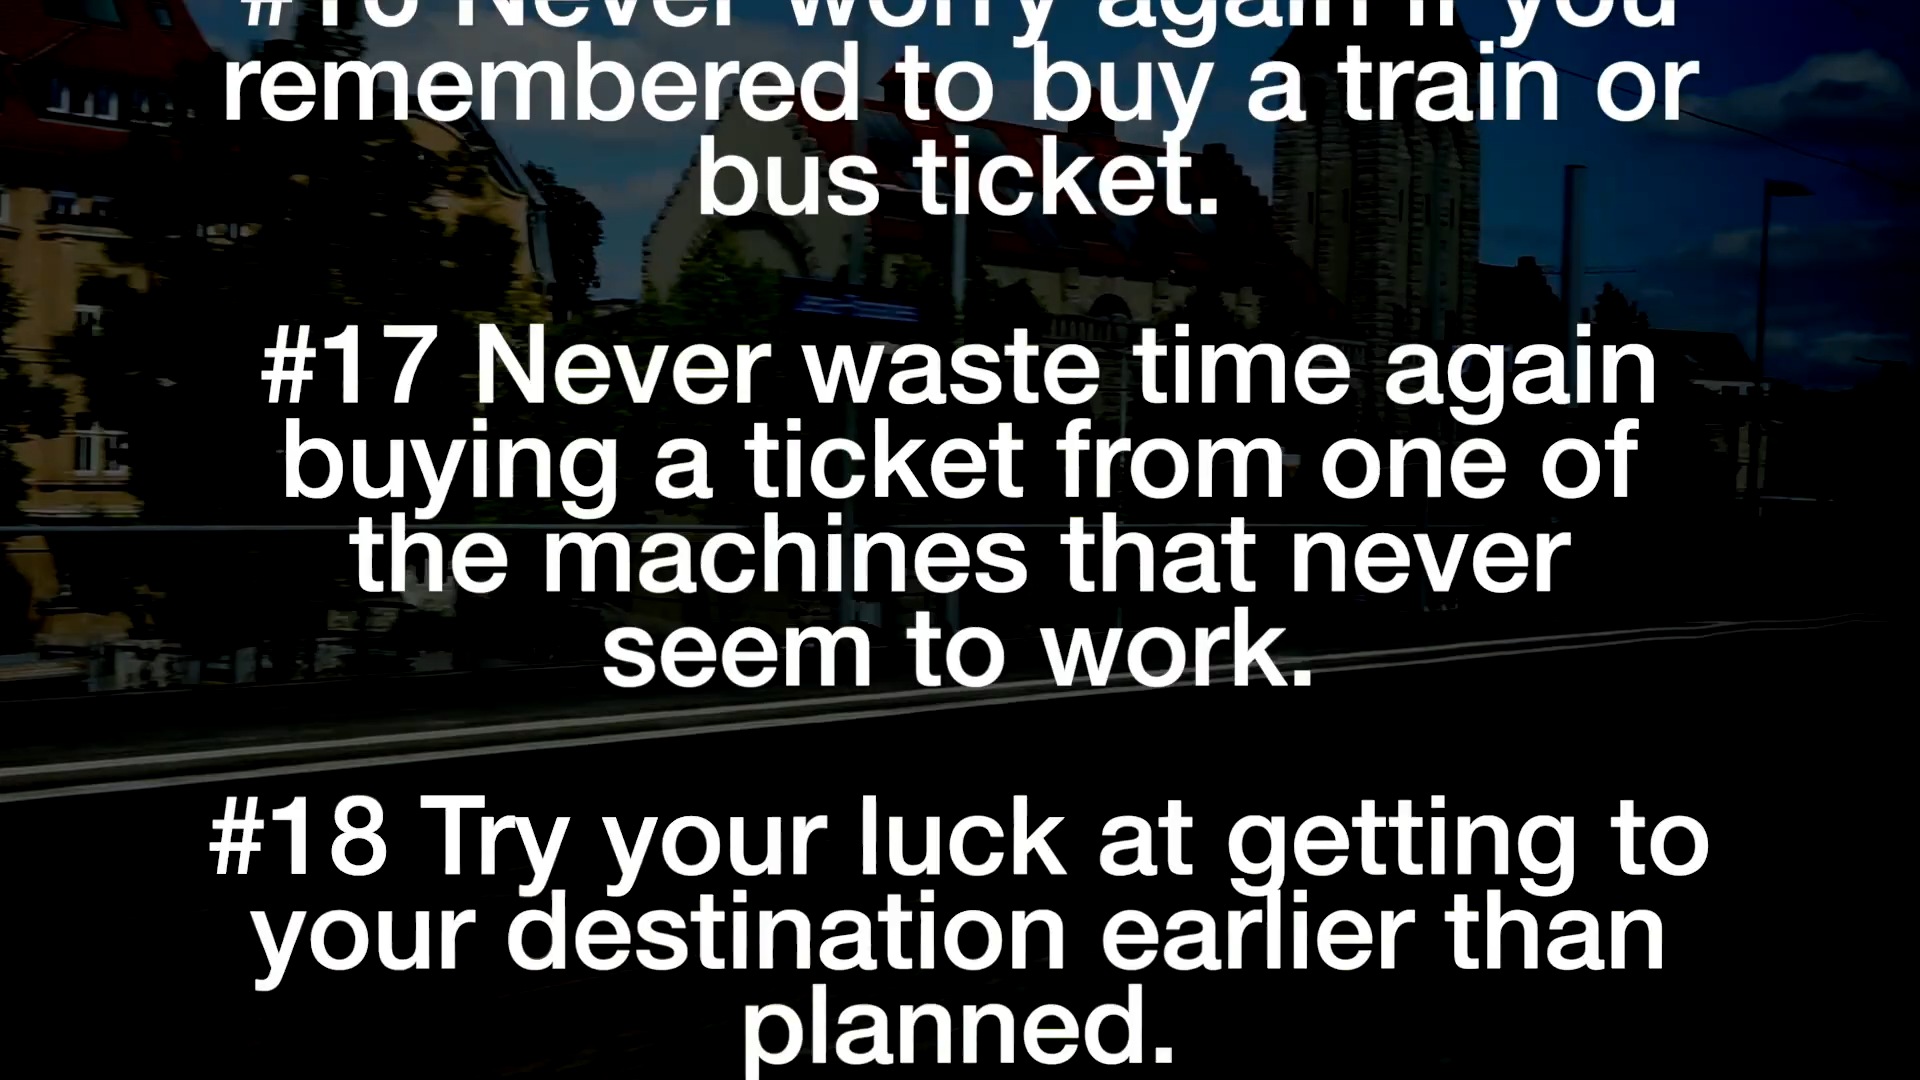 #16 Never worry again if you
remembered to buy a train or
bus ticket.
#17 Never waste time again
buying a ticket from one of
the machines that never
seem to work.
#18 Try your luck at getting to
your destination earlier than
planned.